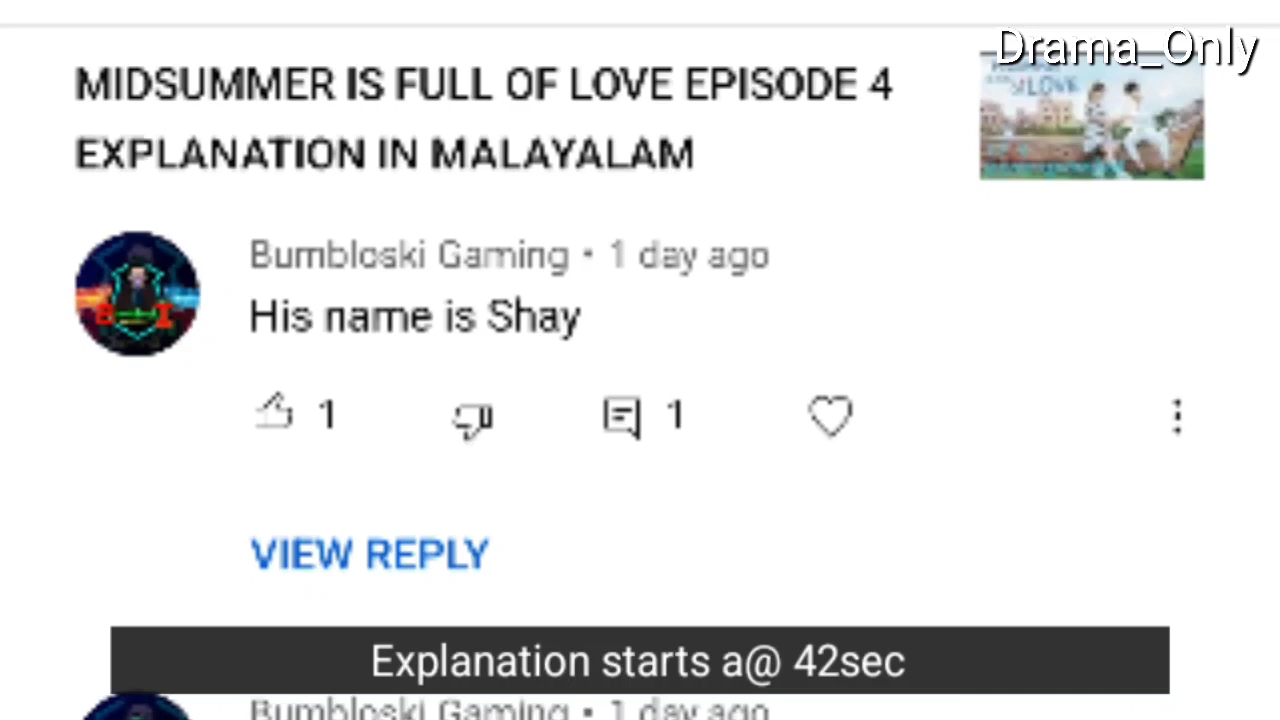 Drama_Only
MIDSUMMER IS FULL OF LOVE EPISODE 4
EXPLANATION IN MALAYALAM
LOVE
Bumbloski Gaming • 1 day ago
His name is Shay
1
1
VIEW REPLY
Explanation starts a@ 42sec
Bumbloski Gaming • 1 day ago